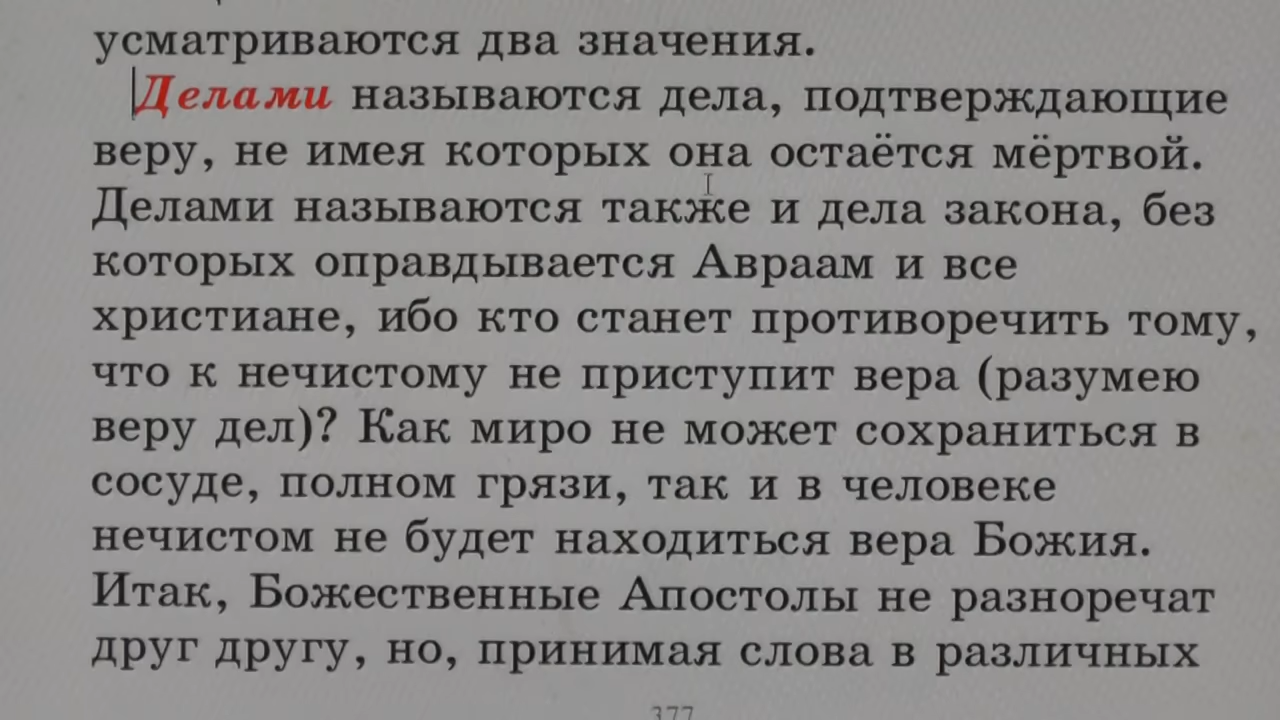 усматриваются два значения.
Делами называются дела, подтверждающие
веру, не имея которых она остаётся мёртвой.
Делами называются также и дела закона, без
которых оправдывается Авраам и все
христиане, ибо кто станет противоречить тому,
что к нечистому не приступит вера (разумею
веру дел)? Как миро не может сохраниться в
сосуде, полном грязи, так и в человеке
нечистом не будет находиться вера Божия.
Итак, Божественные Апостолы не разноречат
друг другу, но, принимая слова в различных
377